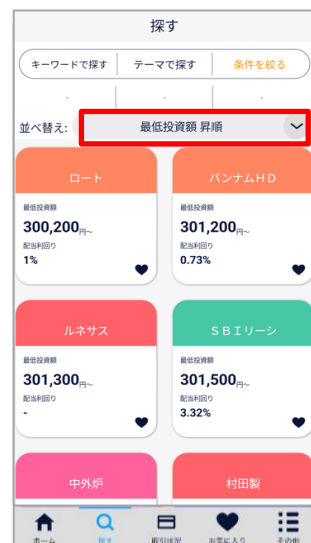 探す
キーワードで探す テーマで探す 条件を絞る
- - -
並べ替え: 最低投資額 昇順
ロート バンナムHD
最低投資額 最低投資額
300,200円~ 301,200円~
配当利回り 配当利回り
1% 0.73%
ルネサス SBIリーシ
最低投資額 最低投資額
301,300円~ 301,500円~
配当利回り 配当利回り
- 3.32%
中外炉 村田製
ホーム 探す 取引状況 お気に入り その他